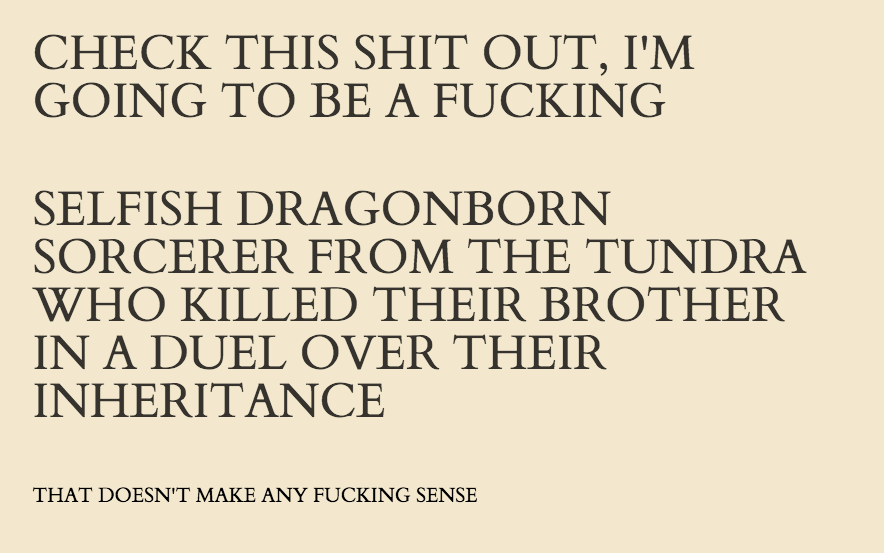 CHECK THIS SHIT OUT, I'M
GOING TO BE A FUCKING
SELFISH DRAGONBORN
SORCERER FROM THE TUNDRA
WHO KILLED THEIR BROTHER
IN A DUEL OVER THEIR
INHERITANCE
THAT DOESN'T MAKE ANY FUCKING SENSE